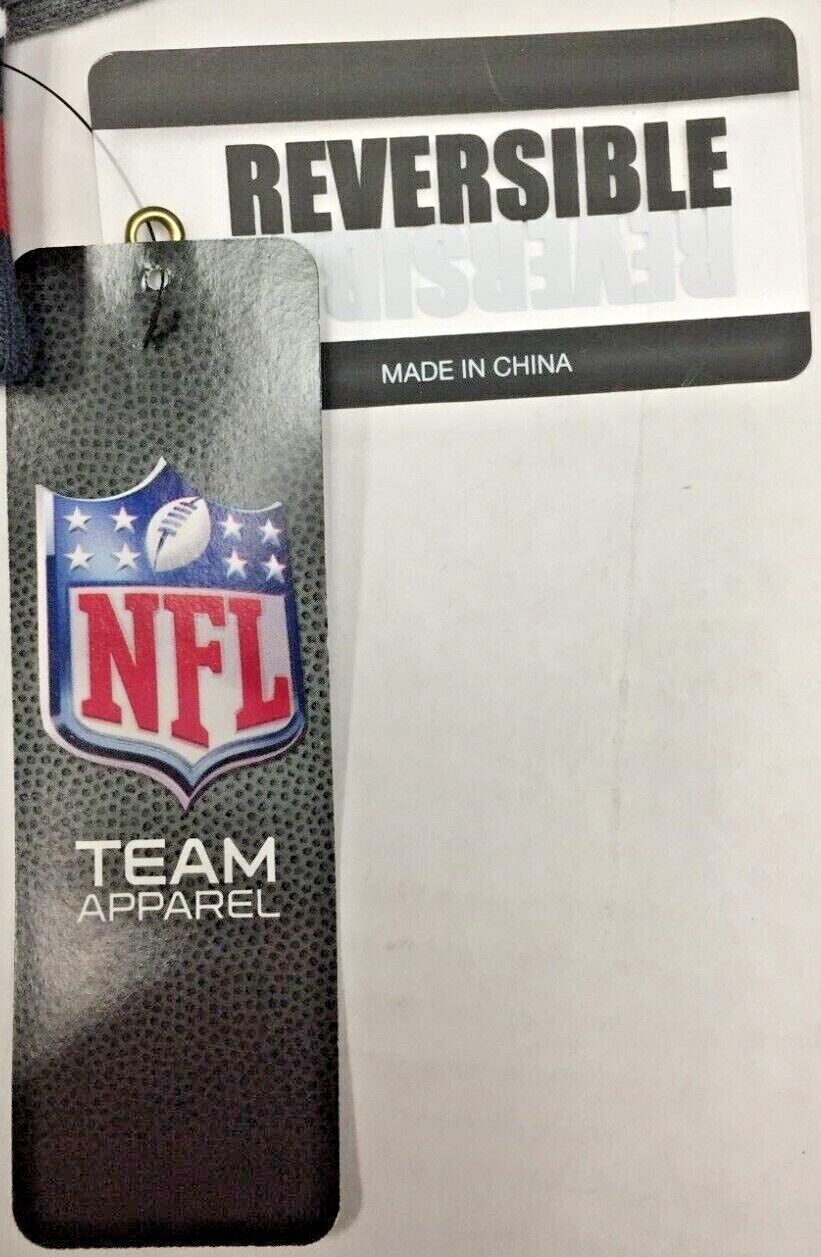 REVERSIBLE
REVERSIBLE
MADE IN CHINA
NFL
TEAM
APPAREL